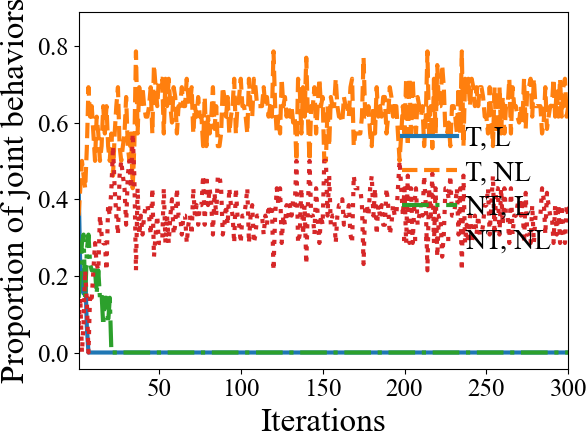 Proportion of joint behaviors
0.8
0.6
0.4
0.2
0.0
T, L
T, NL
NT, L
NT, NL
50
100
150
200
250
300
Iterations